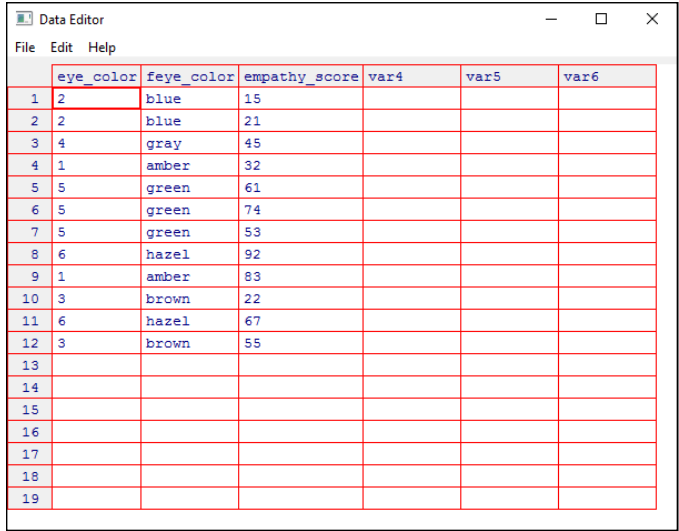 Data Editor
File Edit Help
eye_color feye_color empathy_score var4 var5 var6
1 2 blue 15
2 2 blue 21
3 4 gray 45
4 1 amber 32
5 5 green 61
6 5 green 74
7 5 green 53
8 6 hazel 92
9 1 amber 83
10 3 brown 22
11 6 hazel 67
12 3 brown 55
13
14
15
16
17
18
19